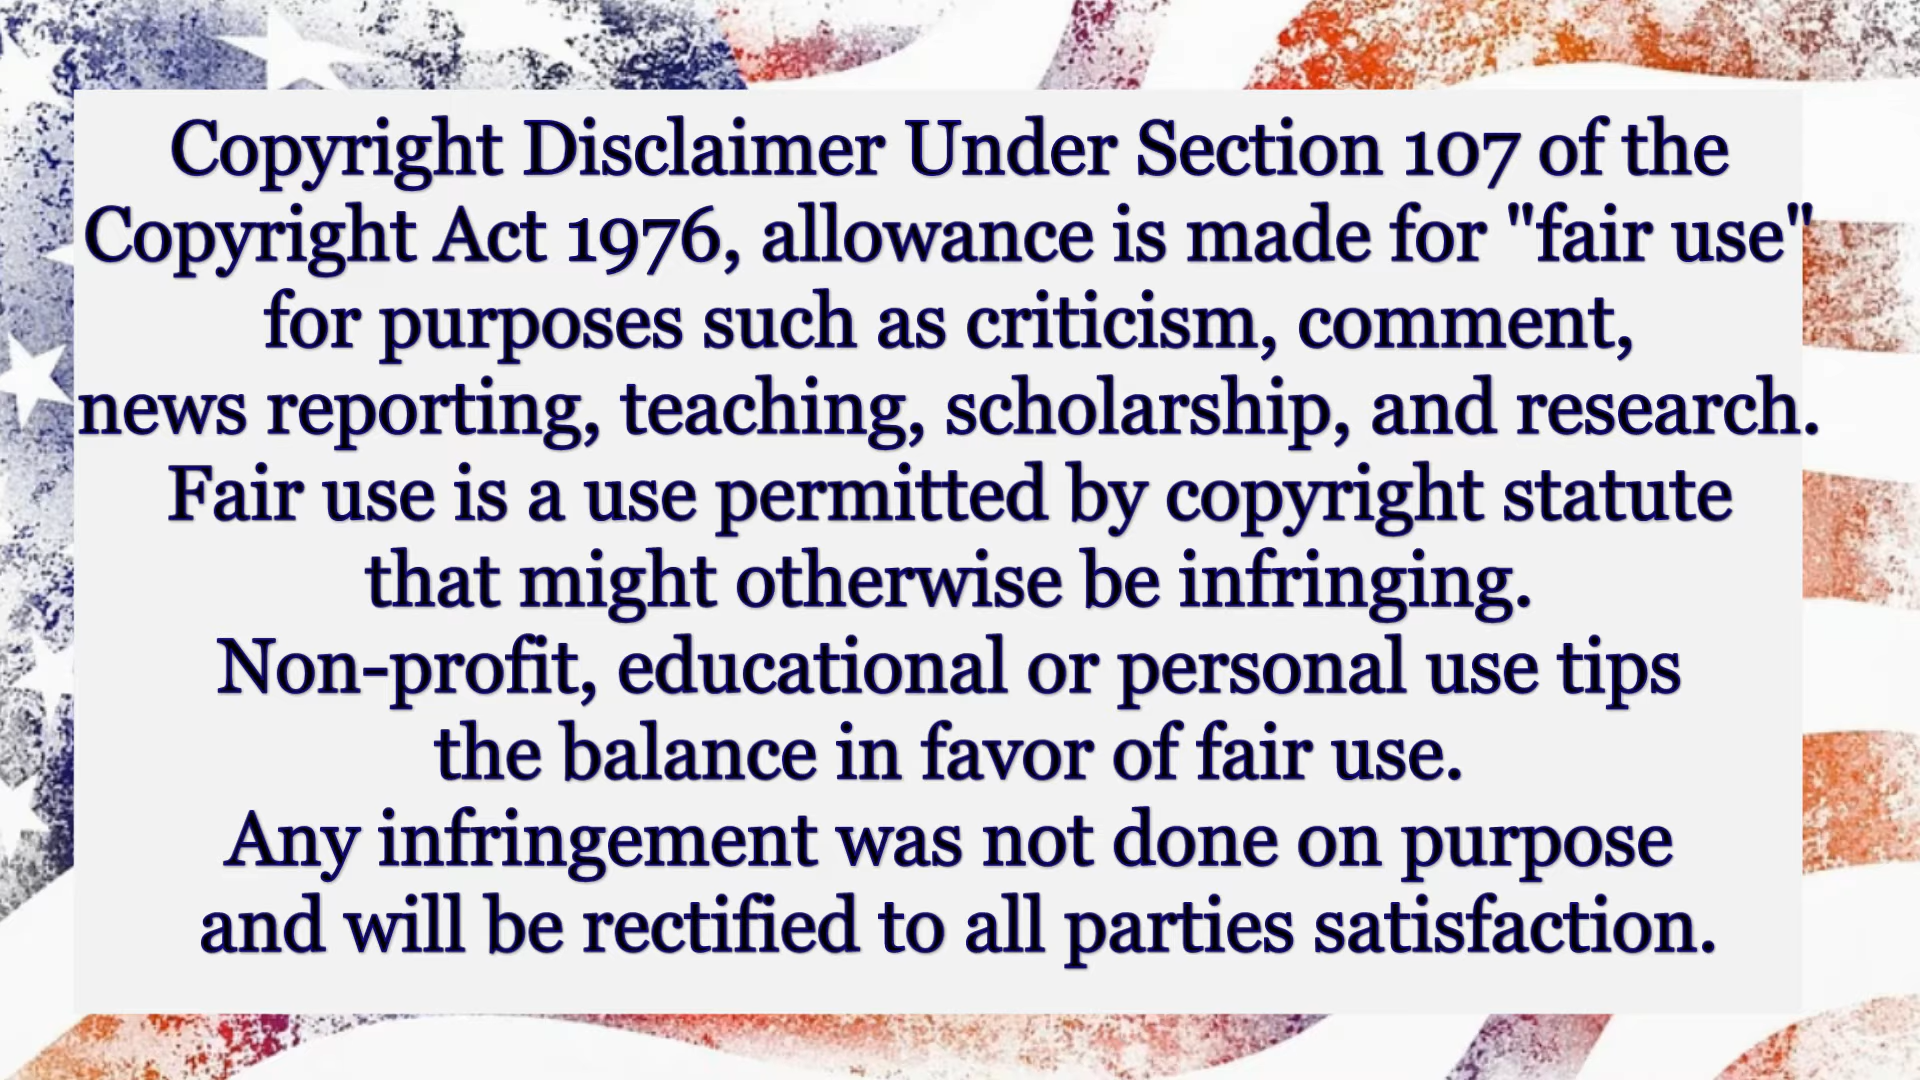 Copyright Disclaimer Under Section 107 of the
Copyright Act 1976, allowance is made for "fair use"
for purposes such as criticism, comment,
news reporting, teaching, scholarship, and research.
Fair use is a use permitted by copyright statute
that might otherwise be infringing.
Non-profit, educational or personal use tips
the balance in favor of fair use.
Any infringement was not done on purpose
and will be rectified to all parties satisfaction.